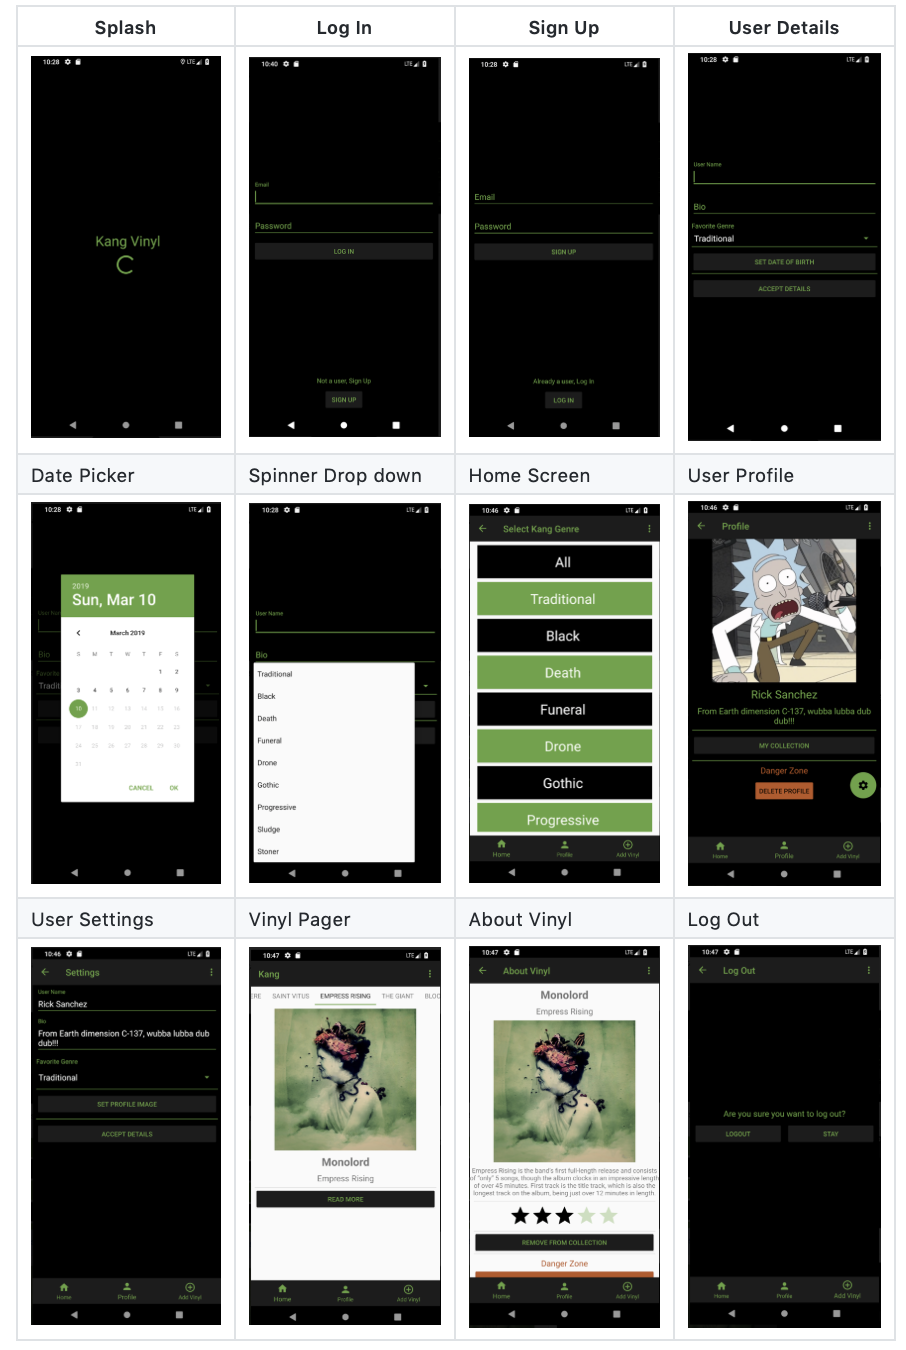 Splash
Log In
Sign Up
User Details
10:28
LTE
Kang Vinyl
10:40
LTE
Email
Password
LOG IN
Not a user, Sign Up
SIGN UP
10:28
LTE
Email
Password
SIGN UP
Already a user, Log In
LOG IN
10:28
LTE
User Name
Bio
Favorite Genre
Traditional
SET DATE OF BIRTH
ACCEPT DETAILS
Date Picker
Spinner Drop down
Home Screen
User Profile
10:28
LTE
2019
Sun, Mar 10
March 2019
S M T W T F S
1 2
3 4 5 6 7 8 9
10 11 12 13 14 15 16
17 18 19 20 21 22 23
24 25 26 27 28 29 30
31
CANCEL OK
10:28
LTE
User Name
Bio
Traditional
Black
Death
Funeral
Drone
Gothic
Progressive
Sludge
Stoner
10:46
LTE
Select Kang Genre
All
Traditional
Black
Death
Funeral
Drone
Gothic
Progressive
Home Profile Add Vinyl
10:46
LTE
Profile
Rick Sanchez
From Earth dimension C-137, wubba lubba dub
dub!!!
MY COLLECTION
Danger Zone
DELETE PROFILE
Home Profile Add Vinyl
User Settings
Vinyl Pager
About Vinyl
Log Out
10:46
LTE
Settings
User Name
Rick Sanchez
Bio
From Earth dimension C-137, wubba lubba dub
dub!!!
Favorite Genre
Traditional
SET PROFILE IMAGE
ACCEPT DETAILS
Home Profile Add Vinyl
10:47
LTE
Kang
ERE SAINT VITUS EMPRESS RISING THE GIANT BLOO
Monolord
Empress Rising
READ MORE
Home Profile Add Vinyl
10:47
LTE
About Vinyl
Monolord
Empress Rising
Empress Rising is the band's first full-length release and consists
of "only" 5 songs, though the album clocks in an impressive length
of over 45 minutes. First track is the title track, which is also the
longest track on the album, being just over 12 minutes in length.
REMOVE FROM COLLECTION
Danger Zone
Home Profile Add Vinyl
10:47
LTE
Log Out
Are you sure you want to log out?
LOGOUT STAY
Home Profile Add Vinyl